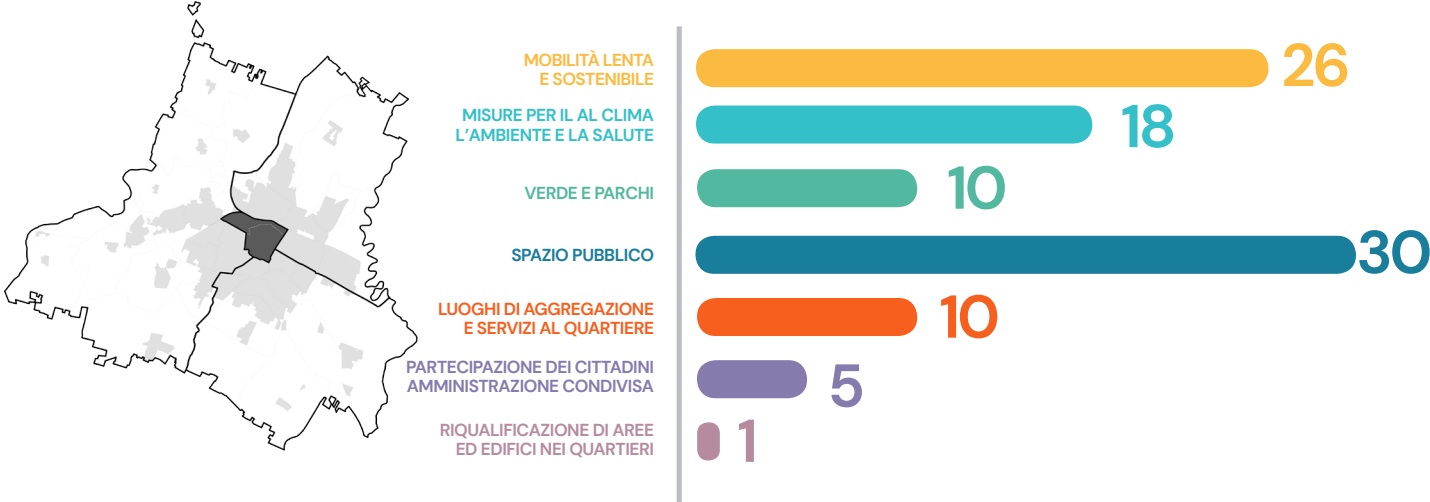 MOBILITÀ LENTA
E SOSTENIBILE
26
MISURE PER IL AL CLIMA
L'AMBIENTE E LA SALUTE
18
VERDE E PARCHI
10
SPAZIO PUBBLICO
30
LUOGHI DI AGGREGAZIONE
E SERVIZI AL QUARTIERE
10
PARTECIPAZIONE DEI CITTADINI
AMMINISTRAZIONE CONDIVISA
5
RIQUALIFICAZIONE DI AREE
ED EDIFICI NEI QUARTIERI
1